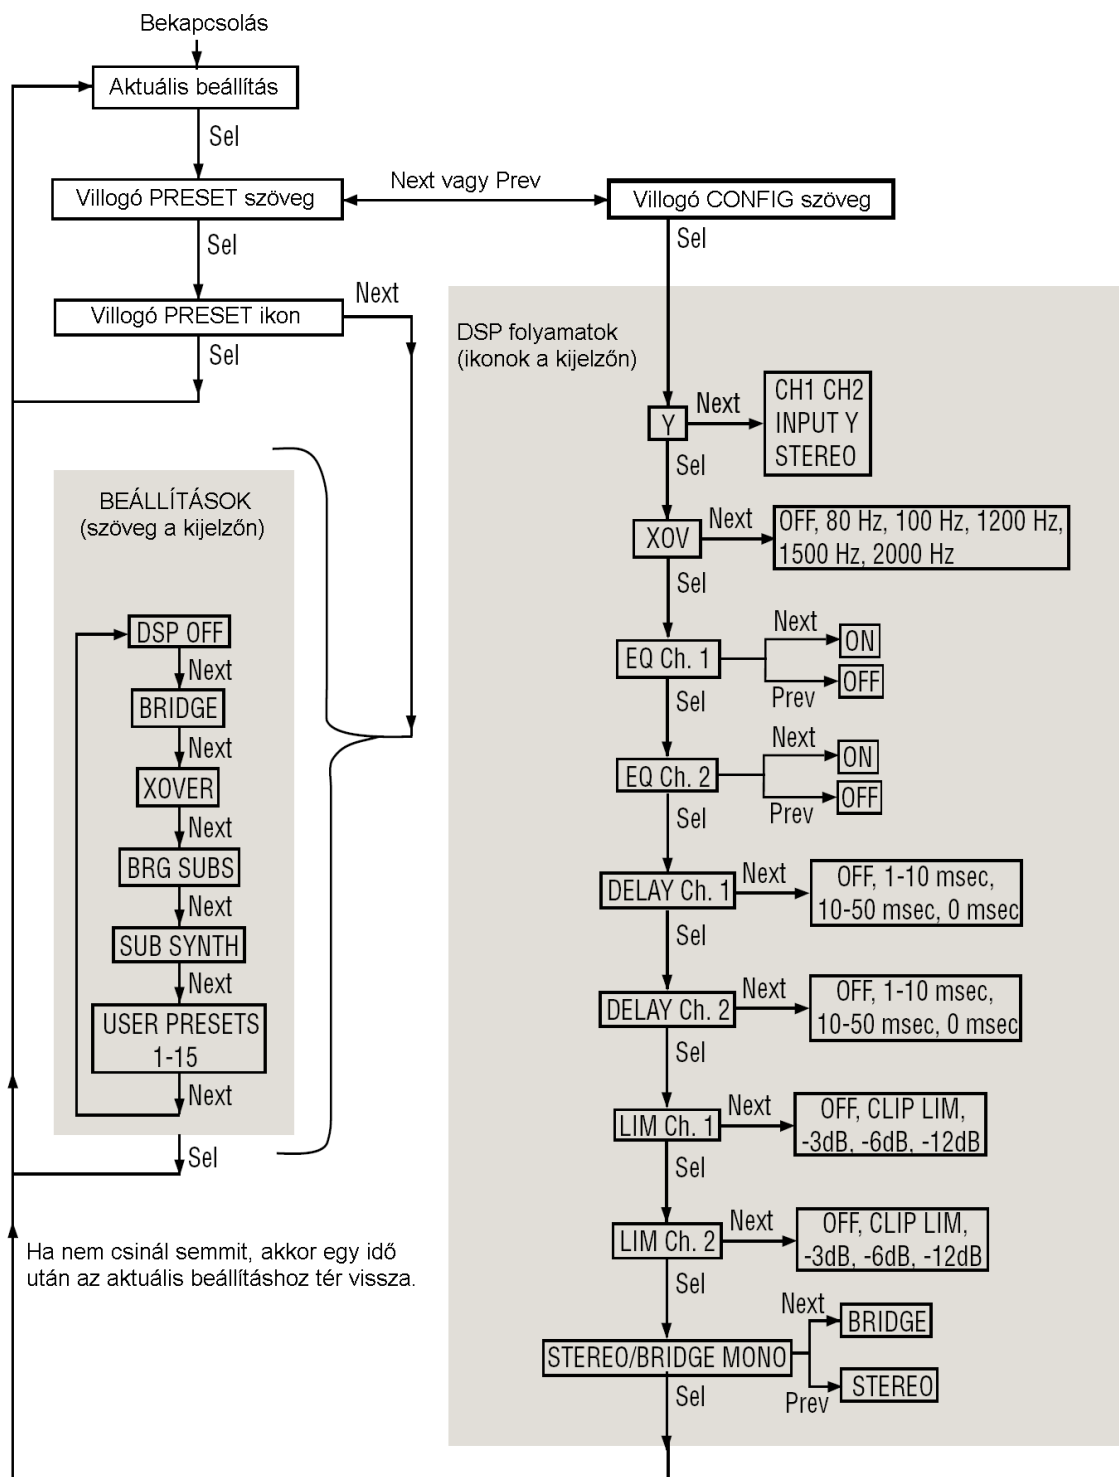 Bekapcsolás
Aktuális beállítás
Sel
Villogó PRESET szöveg
Next vagy Prev
Villogó CONFIG szöveg
Sel
Sel
Villogó PRESET ikon
Next
Sel
BEÁLLÍTÁSOK
(szöveg a kijelzőn)
DSP OFF
Next
BRIDGE
Next
XOVER
Next
BRG SUBS
Next
SUB SYNTH
Next
USER PRESETS
1-15
Next
Sel
Ha nem csinál semmit, akkor egy idő
után az aktuális beállításhoz tér vissza.
DSP folyamatok
(ikonok a kijelzőn)
Y
Next
CH1 CH2
INPUT Y
STEREO
Sel
XOV
Next
OFF, 80 Hz, 100 Hz, 1200 Hz,
1500 Hz, 2000 Hz
Sel
EQ Ch. 1
Next
ON
OFF
Prev
Sel
EQ Ch. 2
Next
ON
OFF
Prev
Sel
DELAY Ch. 1
Next
OFF, 1-10 msec,
10-50 msec, 0 msec
Sel
DELAY Ch. 2
Next
OFF, 1-10 msec,
10-50 msec, 0 msec
Sel
LIM Ch. 1
Next
OFF, CLIP LIM,
-3dB, -6dB, -12dB
Sel
LIM Ch. 2
Next
OFF, CLIP LIM,
-3dB, -6dB, -12dB
Sel
STEREO/BRIDGE MONO
Next
BRIDGE
STEREO
Prev
Sel